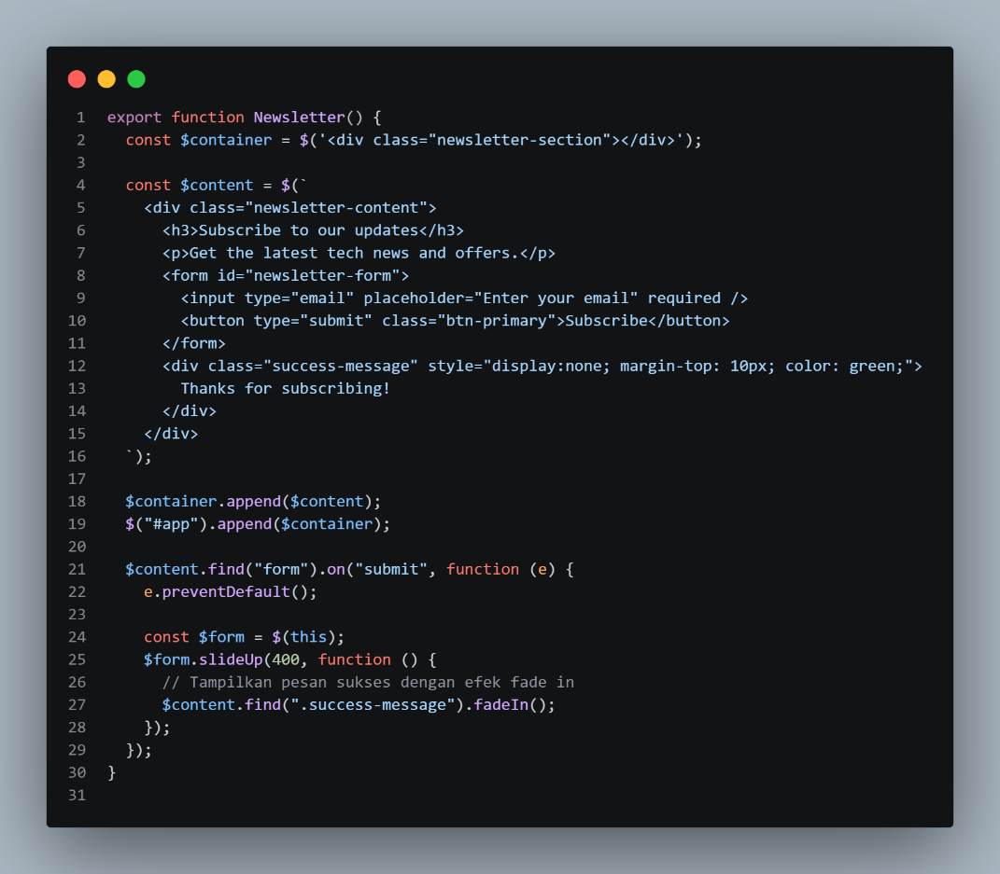 1 export function Newsletter() {
2   const $container = $('<div class="newsletter-section"></div>');
3
4   const $content = $(`
5     <div class="newsletter-content">
6       <h3>Subscribe to our updates</h3>
7       <p>Get the latest tech news and offers.</p>
8       <form id="newsletter-form">
9         <input type="email" placeholder="Enter your email" required />
10         <button type="submit" class="btn-primary">Subscribe</button>
11       </form>
12       <div class="success-message" style="display:none; margin-top: 10px; color: green;">
13         Thanks for subscribing!
14       </div>
15     </div>
16   `);
17
18   $container.append($content);
19   $("#app").append($container);
20
21   $content.find("form").on("submit", function (e) {
22     e.preventDefault();
23
24     const $form = $(this);
25     $form.slideUp(400, function () {
26       // Tampilkan pesan sukses dengan efek fade in
27       $content.find(".success-message").fadeIn();
28     });
29   });
30 }
31